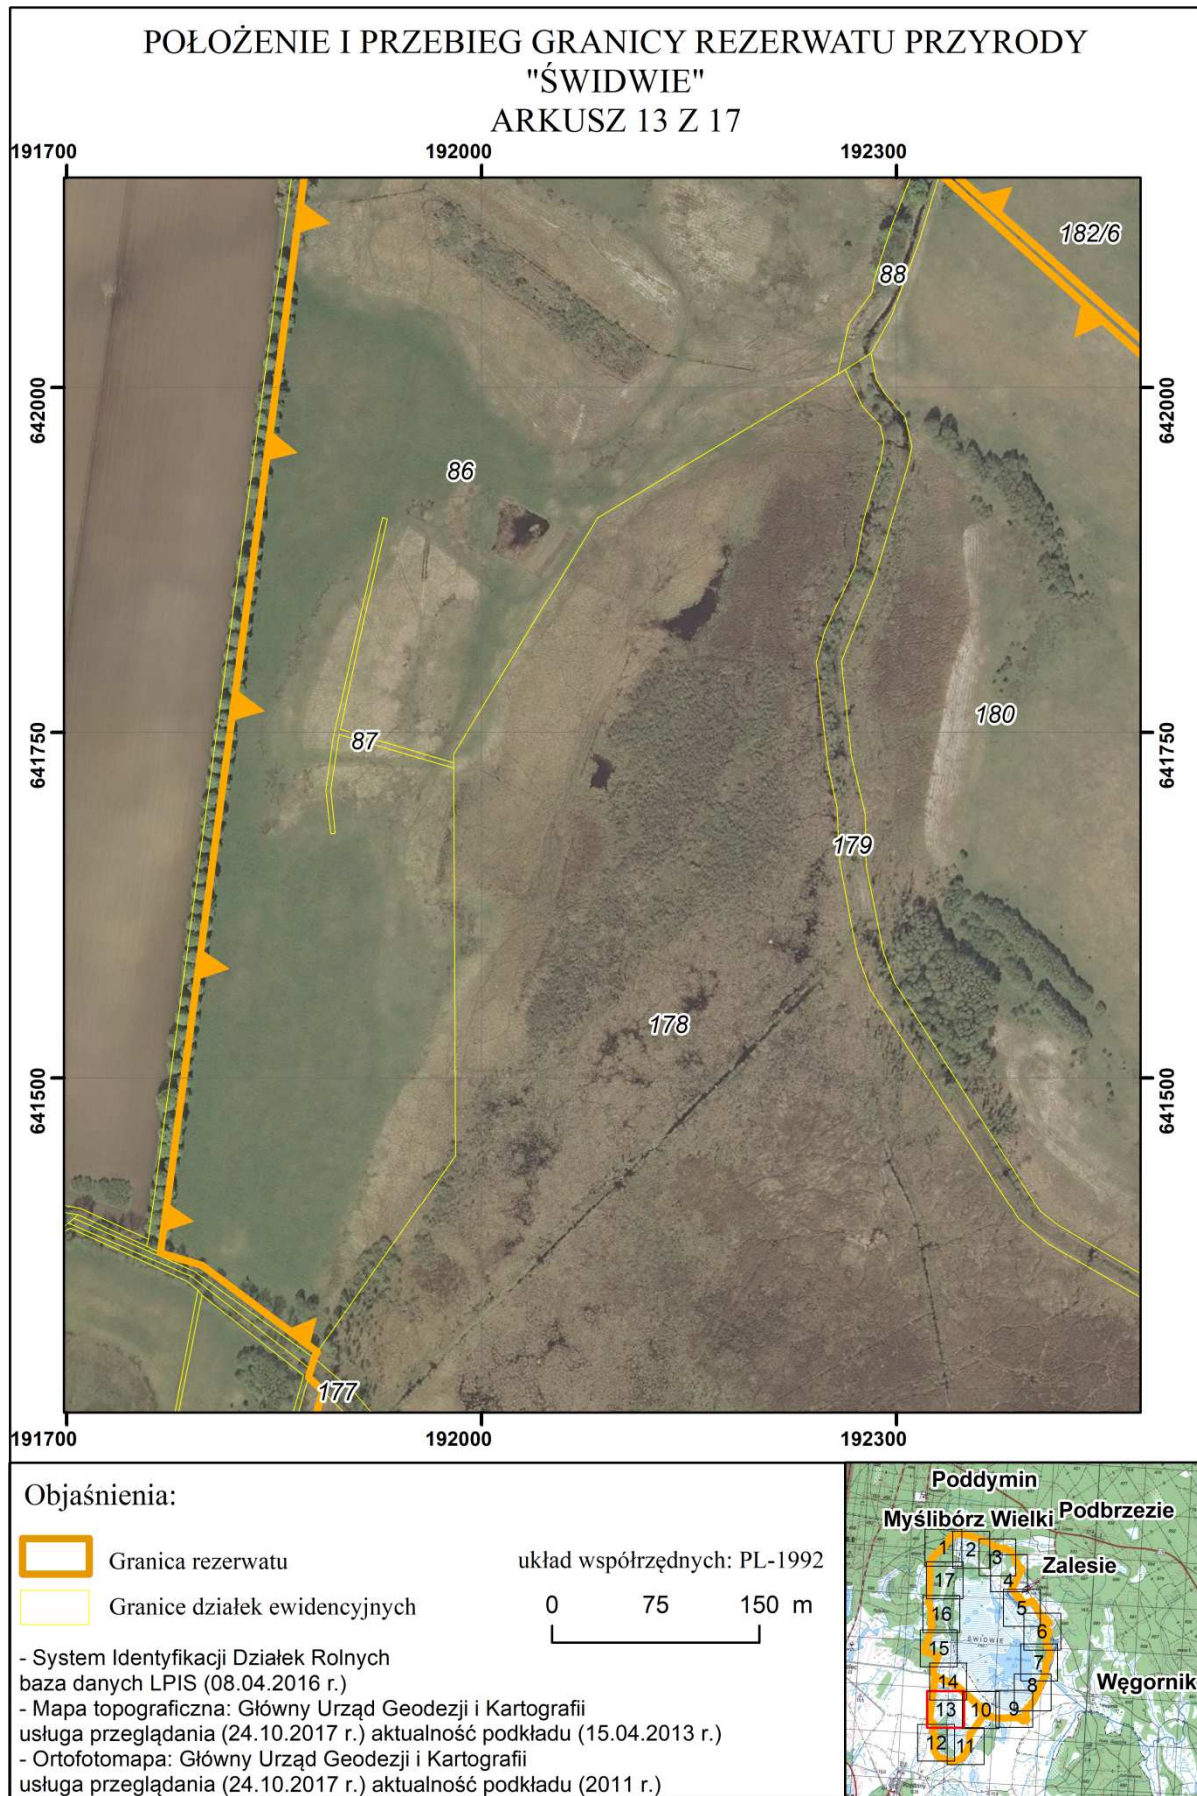 POŁOŻENIE I PRZEBIEG GRANICY REZERWATU PRZYRODY
"ŚWIDWIE"
ARKUSZ 13 Z 17
191700 192000 192300
182/6
88
642000 642000
86
180
641750 641750
87
179
178
641500 641500
177
191700 192000 192300
Objaśnienia:
Granica rezerwatu
Granice działek ewidencyjnych
układ współrzędnych: PL-1992
0 75 150 m
- System Identyfikacji Działek Rolnych
baza danych LPIS (08.04.2016 r.)
- Mapa topograficzna: Główny Urząd Geodezji i Kartografii
usługa przeglądania (24.10.2017 r.) aktualność podkładu (15.04.2013 r.)
- Ortofotomapa: Główny Urząd Geodezji i Kartografii
usługa przeglądania (24.10.2017 r.) aktualność podkładu (2011 r.)
Poddymin
Podbrzezie
Myślibórz Wielki
Zalesie
1 2 3
17 4
16 5
ŚWIDWIE 6
15 7
14 8
Węgornik
13 10 9
12 11